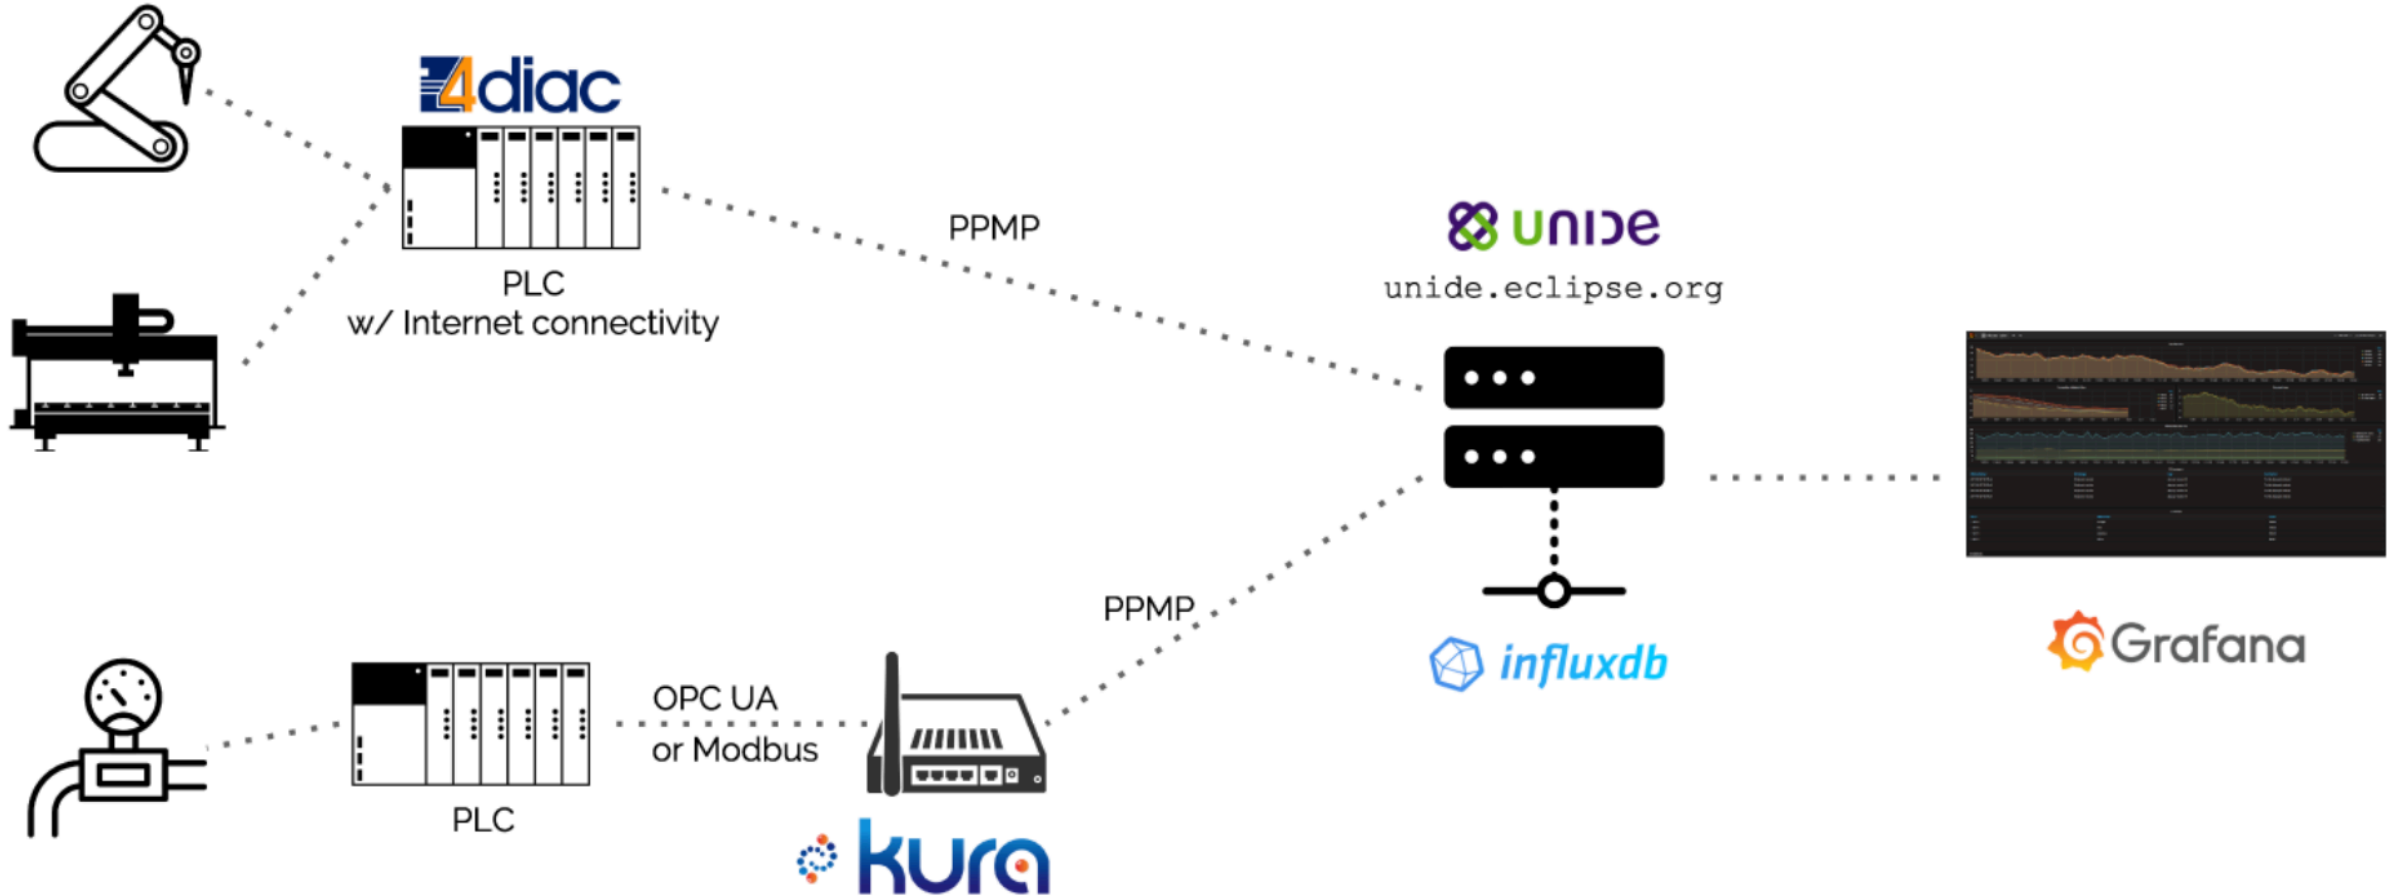 4diac
PLC
w/ Internet connectivity
PPMP
unide
unide.eclipse.org
PPMP
influxdb
Grafana
OPC UA
or Modbus
PLC
kura